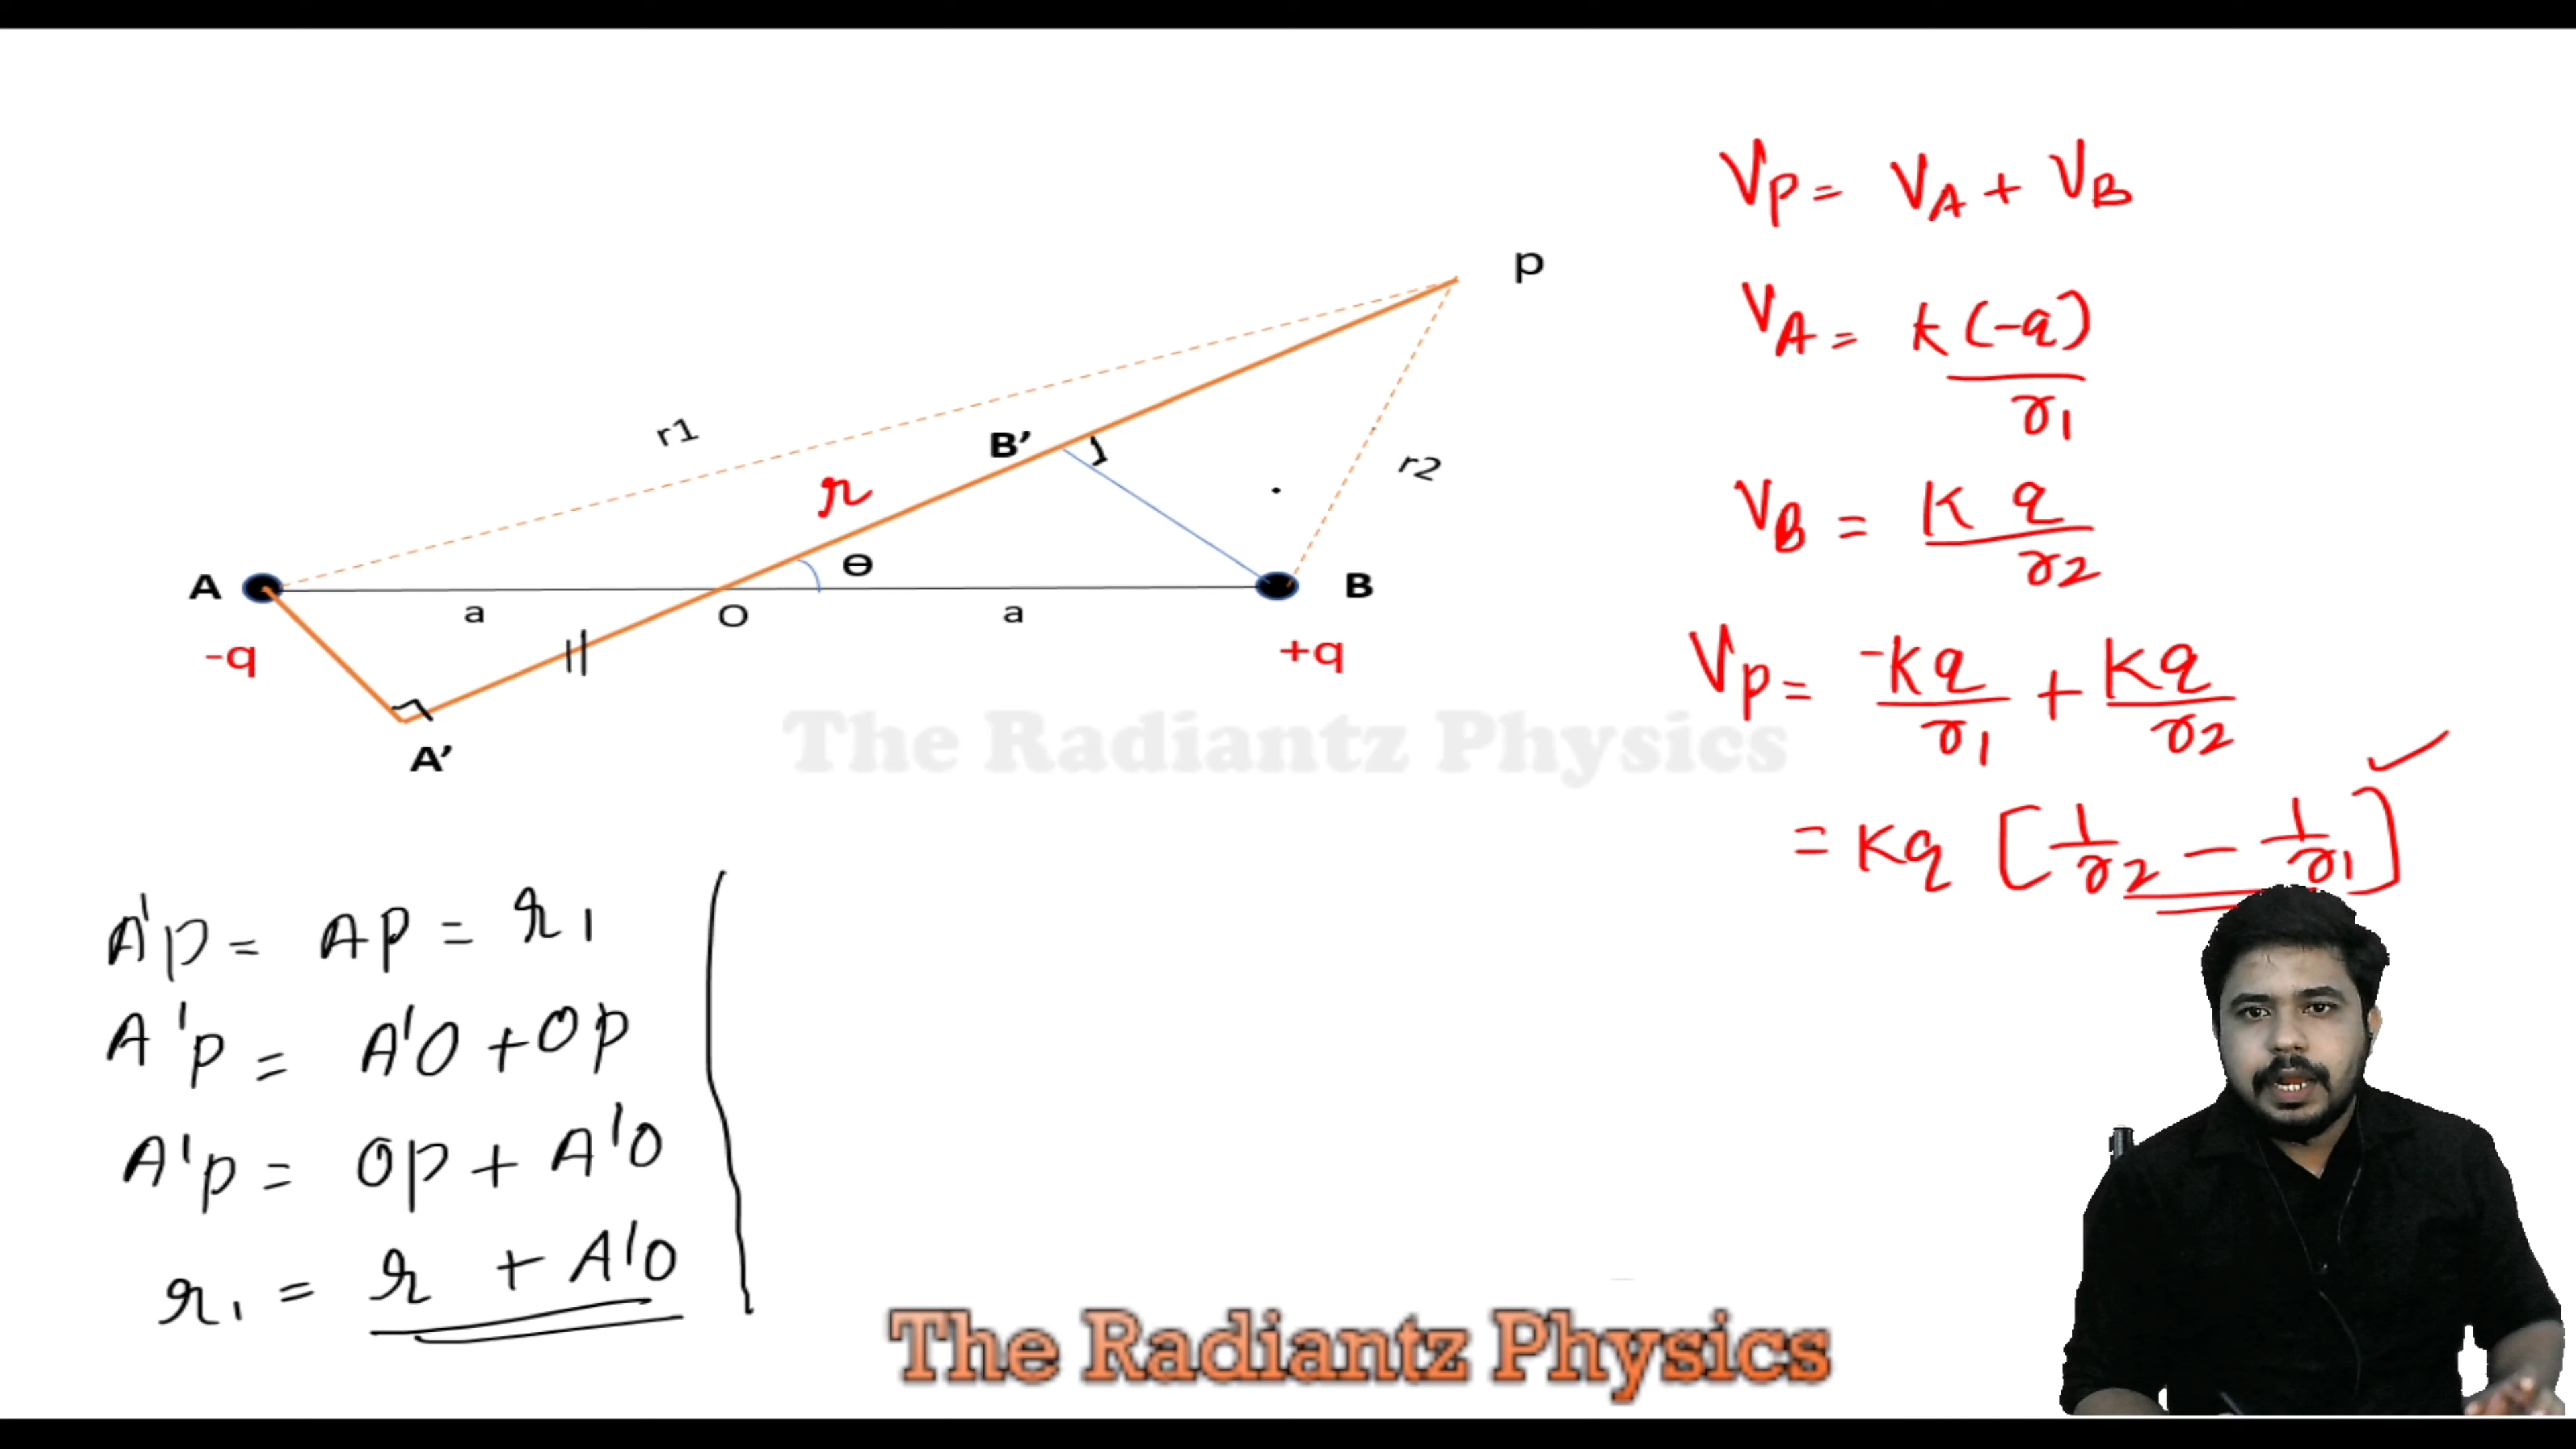 Vp = VA + VB
p
VA = k(-q)
r1
r1
B'
r
r2
VB = K q
r2
A
θ
B
a
O
a
-q
+q
Vp = -Kq/r1 + Kq/r2
||
A'
The Radiantz Physics
= Kq [1/r2 - 1/r1] ✓
A'p = Ap = r1
A'p = A'O + Op
A'p = Op + A'O
r1 = r + A'O
The Radiantz Physics